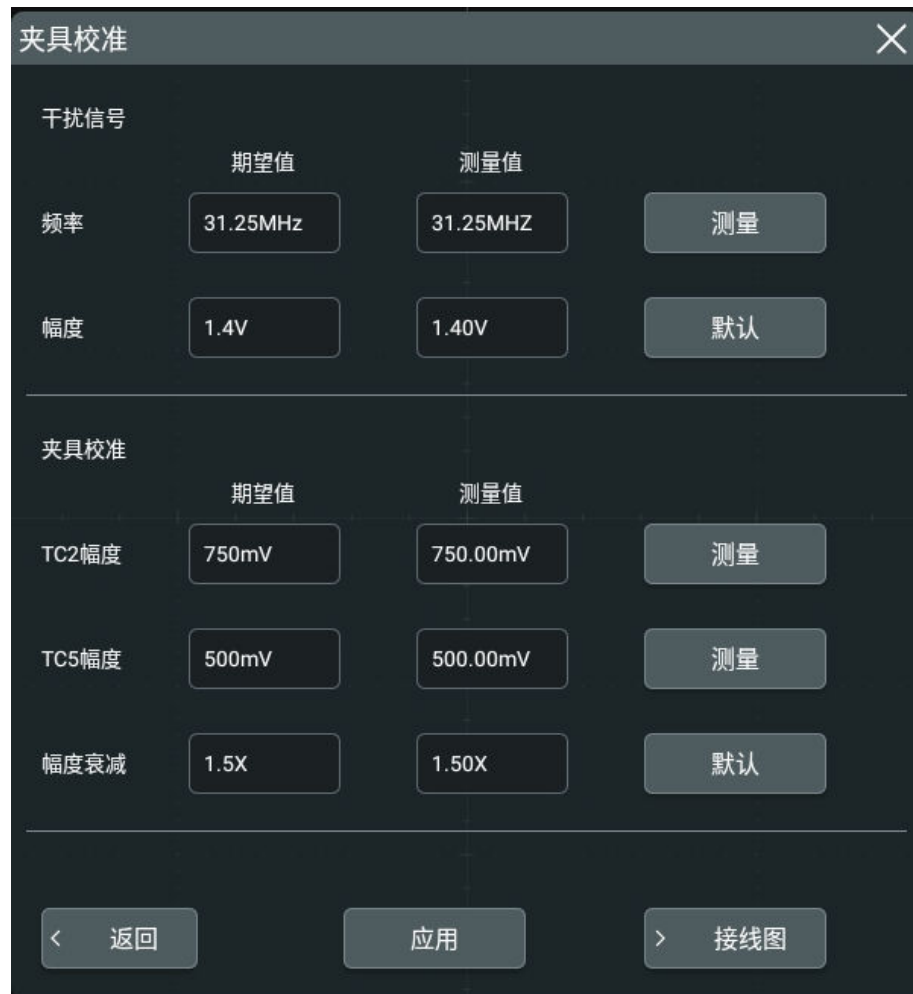 夹具校准
干扰信号
期望值 测量值
频率 31.25MHz 31.25MHZ 测量
幅度 1.4V 1.40V 默认
夹具校准
期望值 测量值
TC2幅度 750mV 750.00mV 测量
TC5幅度 500mV 500.00mV 测量
幅度衰减 1.5X 1.50X 默认
返回 应用 接线图